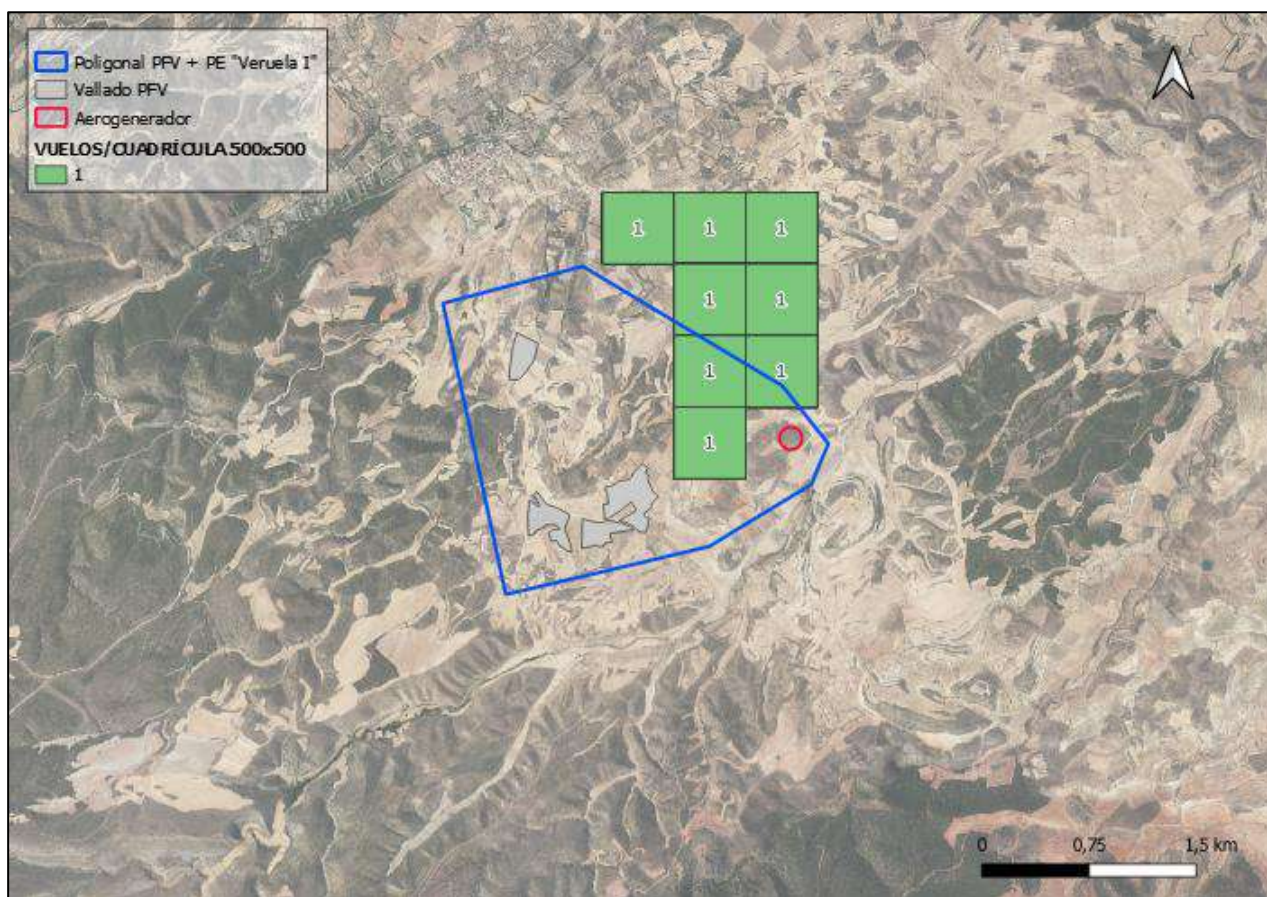 Poligonal PFV + PE "Veruela I"
Vallado PFV
Aerogenerador
VUELOS/CUADRÍCULA 500x500
1
1 1 1
1 1
1 1
1
0 0,75 1,5 km